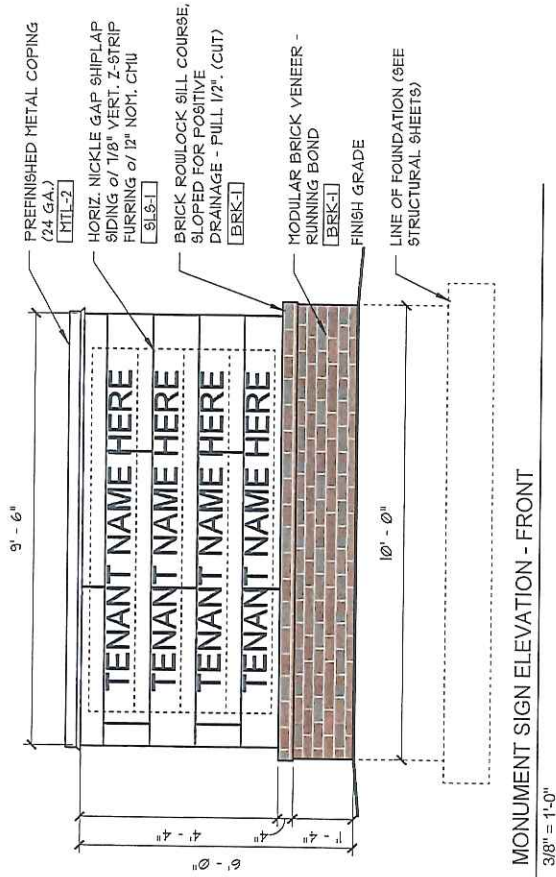 9' - 6"
PREFINISHED METAL COPING
(24 GA.)
MTL-2
HORIZ. NICKLE GAP SHIPLAP
SIDING o/ 7/8" VERT. Z-STRIP
FURRING o/ 12" NOM. CMU
SLS-1
BRICK ROWLOCK SILL COURSE,
SLOPED FOR POSITIVE
DRAINAGE - PULL 1/2". (CUT)
BRK-1
MODULAR BRICK VENEER -
RUNNING BOND
BRK-1
FINISH GRADE
LINE OF FOUNDATION (SEE
STRUCTURAL SHEETS)
TENANT NAME HERE
TENANT NAME HERE
TENANT NAME HERE
TENANT NAME HERE
6' - 0"
4' - 4"
4"
1' - 4"
10' - 0"
MONUMENT SIGN ELEVATION - FRONT
3/8" = 1'-0"